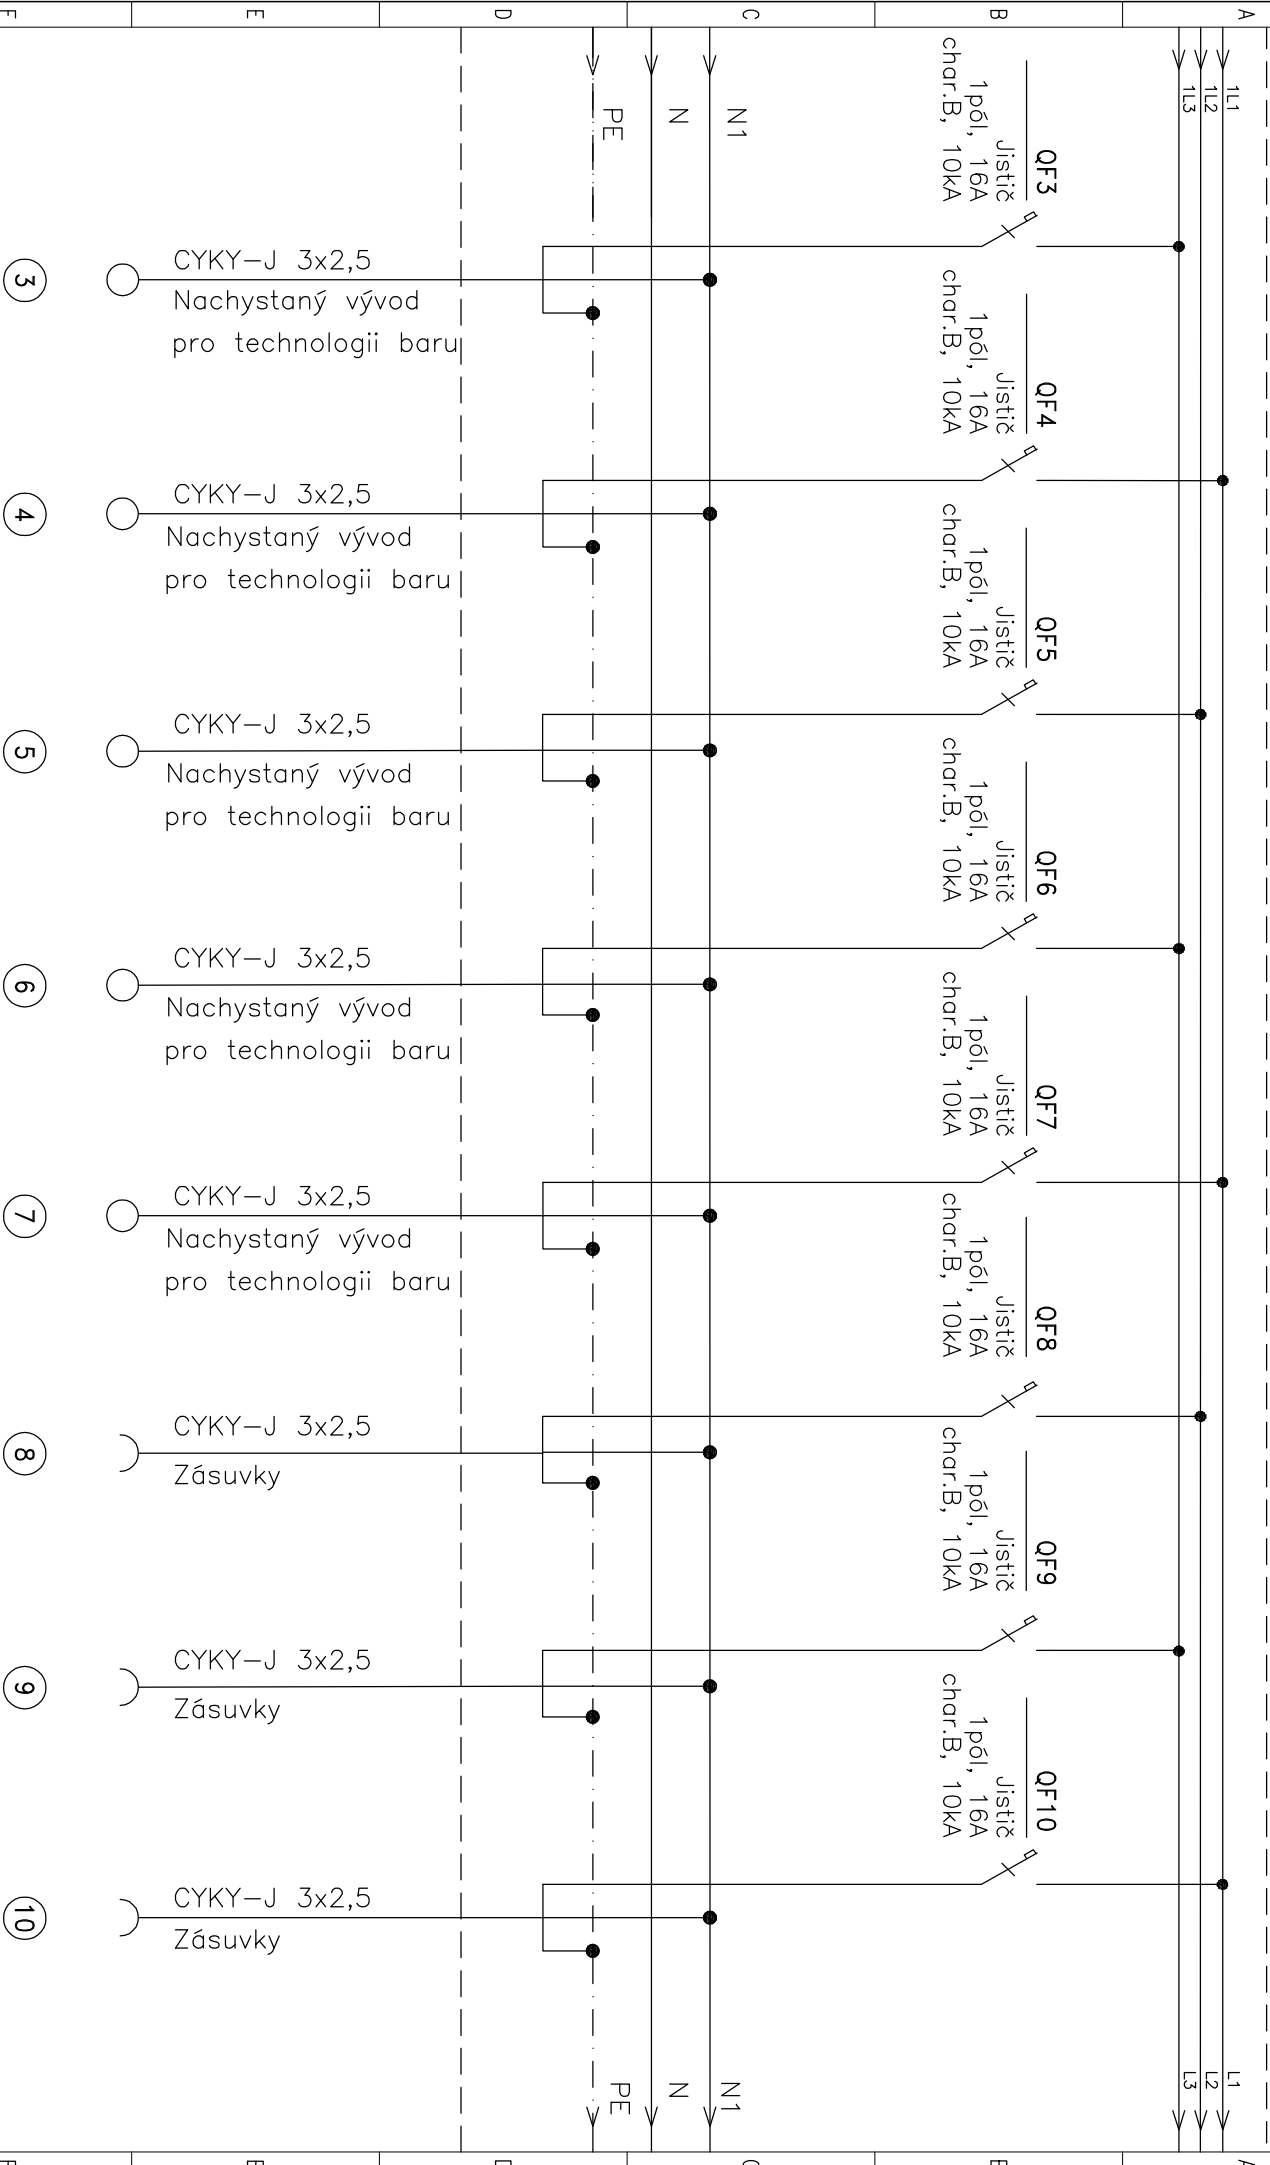 A
B
C
D
E
F
1L1
1L2
1L3
N1
N
PE
QF3
Jistič
1pól, 16A
char.B, 10kA
CYKY-J 3x2,5
Nachystaný vývod
pro technologii baru
3
QF4
Jistič
1pól, 16A
char.B, 10kA
CYKY-J 3x2,5
Nachystaný vývod
pro technologii baru
4
QF5
Jistič
1pól, 16A
char.B, 10kA
CYKY-J 3x2,5
Nachystaný vývod
pro technologii baru
5
QF6
Jistič
1pól, 16A
char.B, 10kA
CYKY-J 3x2,5
Nachystaný vývod
pro technologii baru
6
QF7
Jistič
1pól, 16A
char.B, 10kA
CYKY-J 3x2,5
Nachystaný vývod
pro technologii baru
7
QF8
Jistič
1pól, 16A
char.B, 10kA
CYKY-J 3x2,5
Zásuvky
8
QF9
Jistič
1pól, 16A
char.B, 10kA
CYKY-J 3x2,5
Zásuvky
9
QF10
Jistič
1pól, 16A
char.B, 10kA
CYKY-J 3x2,5
Zásuvky
10
L1
L2
L3
N1
N
PE